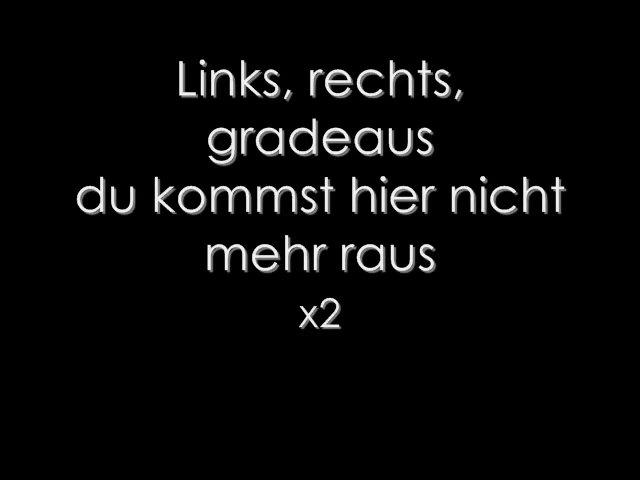 Links, rechts,
gradeaus
du kommst hier nicht
mehr raus
x2